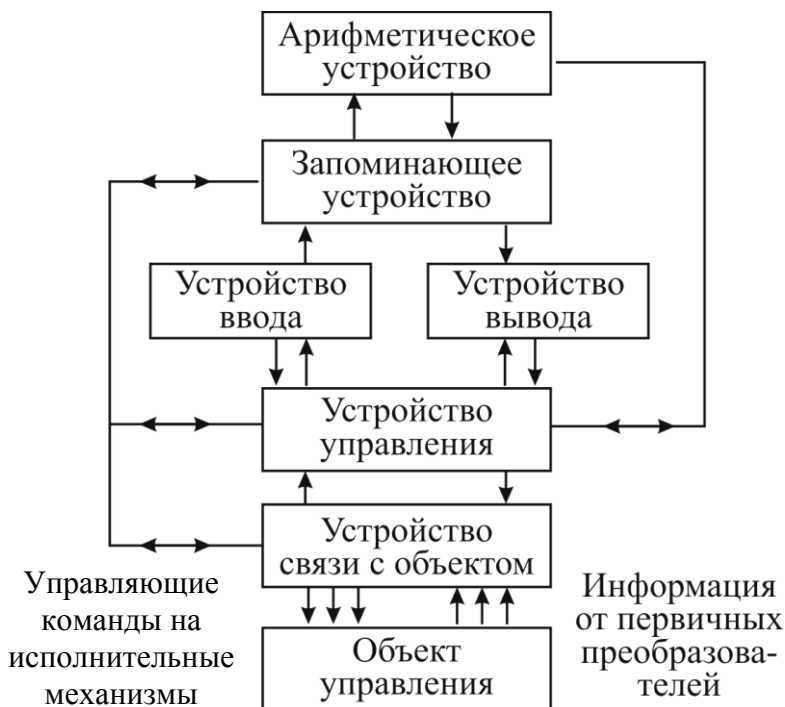 Арифметическое
устройство
Запоминающее
устройство
Устройство
ввода
Устройство
вывода
Устройство
управления
Устройство
связи с объектом
Управляющие
команды на
исполнительные
механизмы
Объект
управления
Информация
от первичных
преобразова-
телей